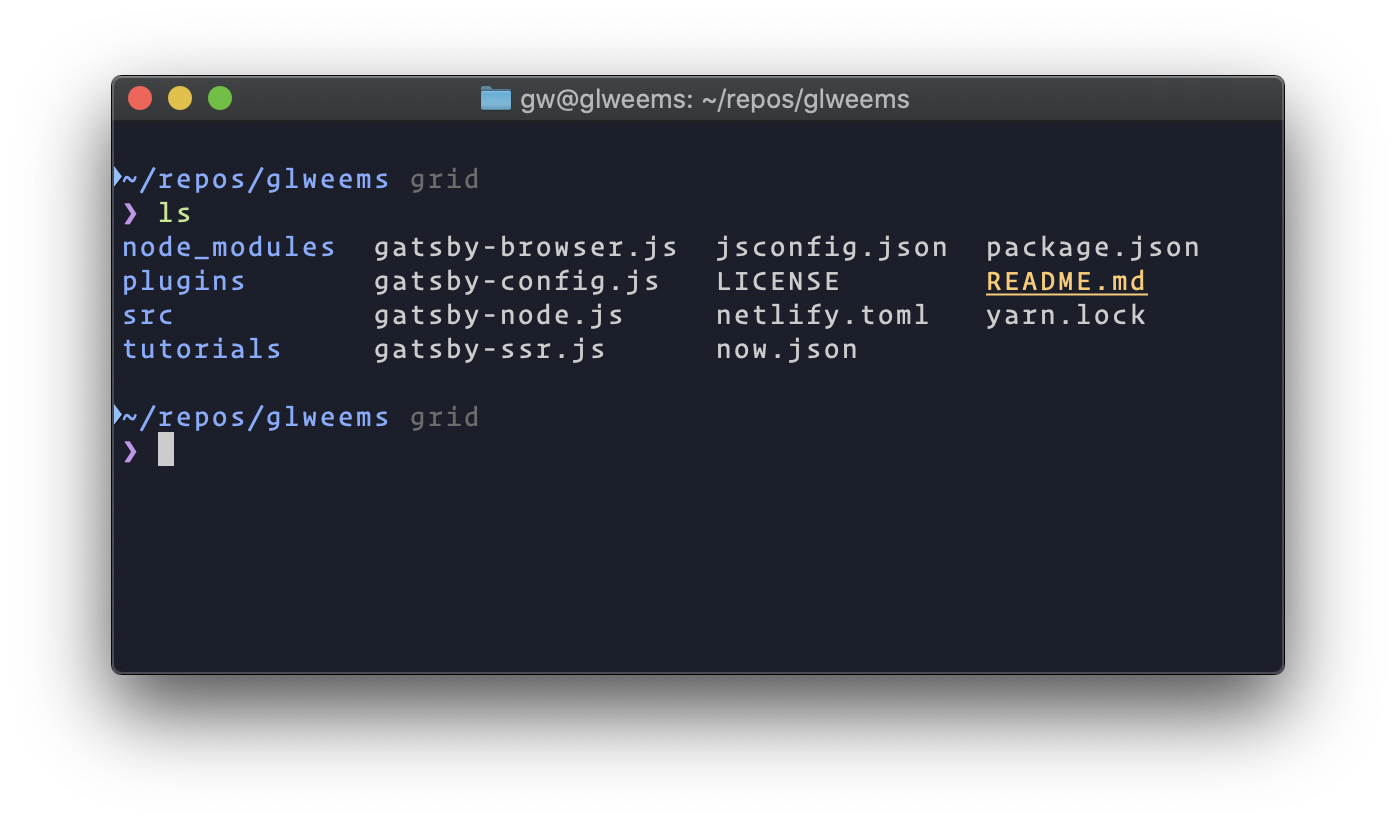 gw@glweems: ~/repos/glweems
~/repos/glweems grid
❯ ls
node_modules  gatsby-browser.js  jsconfig.json  package.json
plugins       gatsby-config.js   LICENSE        README.md
src           gatsby-node.js     netlify.toml   yarn.lock
tutorials     gatsby-ssr.js      now.json
~/repos/glweems grid
❯